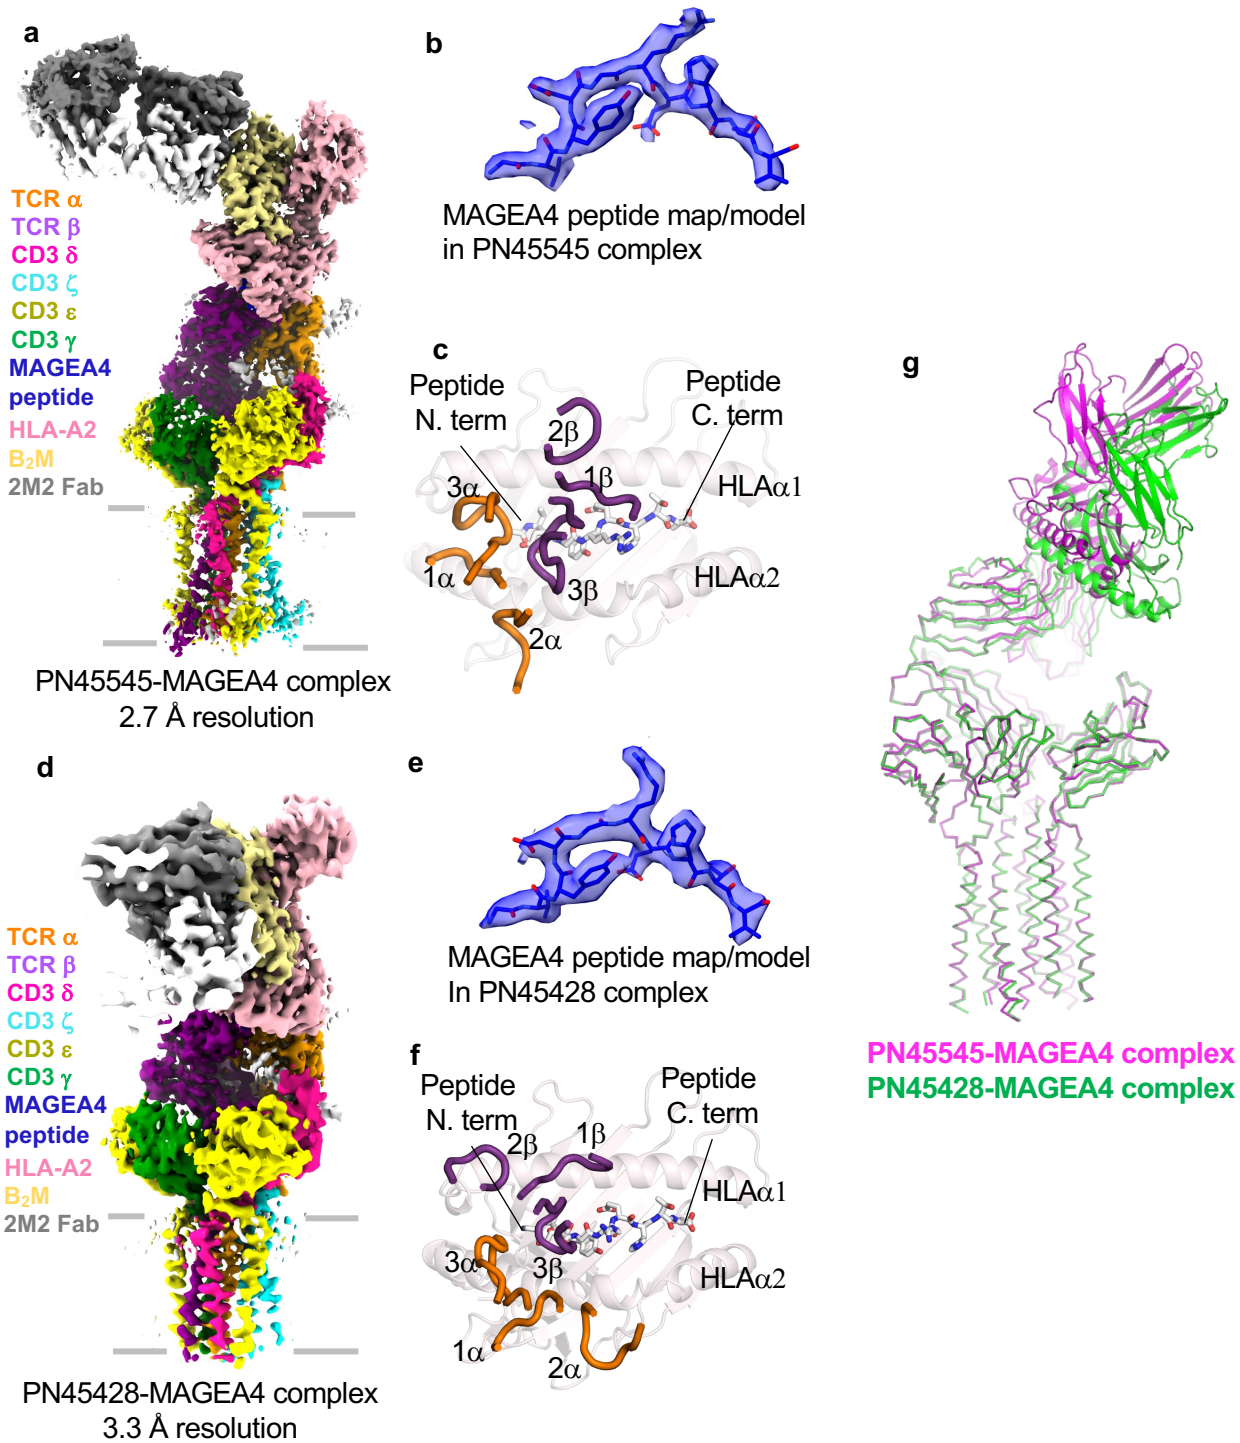 a
TCR α
TCR β
CD3 δ
CD3 ζ
CD3 ε
CD3 γ
MAGEA4
peptide
HLA-A2
B₂M
2M2 Fab
PN45545-MAGEA4 complex
2.7 Å resolution
b
MAGEA4 peptide map/model
in PN45545 complex
c
Peptide
N. term
Peptide
C. term
2β
1β
3α
HLAα1
1α
3β
HLAα2
2α
d
TCR α
TCR β
CD3 δ
CD3 ζ
CD3 ε
CD3 γ
MAGEA4
peptide
HLA-A2
B₂M
2M2 Fab
PN45428-MAGEA4 complex
3.3 Å resolution
e
MAGEA4 peptide map/model
In PN45428 complex
f
Peptide
N. term
Peptide
C. term
2β
1β
HLAα1
3α
3β
HLAα2
1α
2α
g
PN45545-MAGEA4 complex
PN45428-MAGEA4 complex